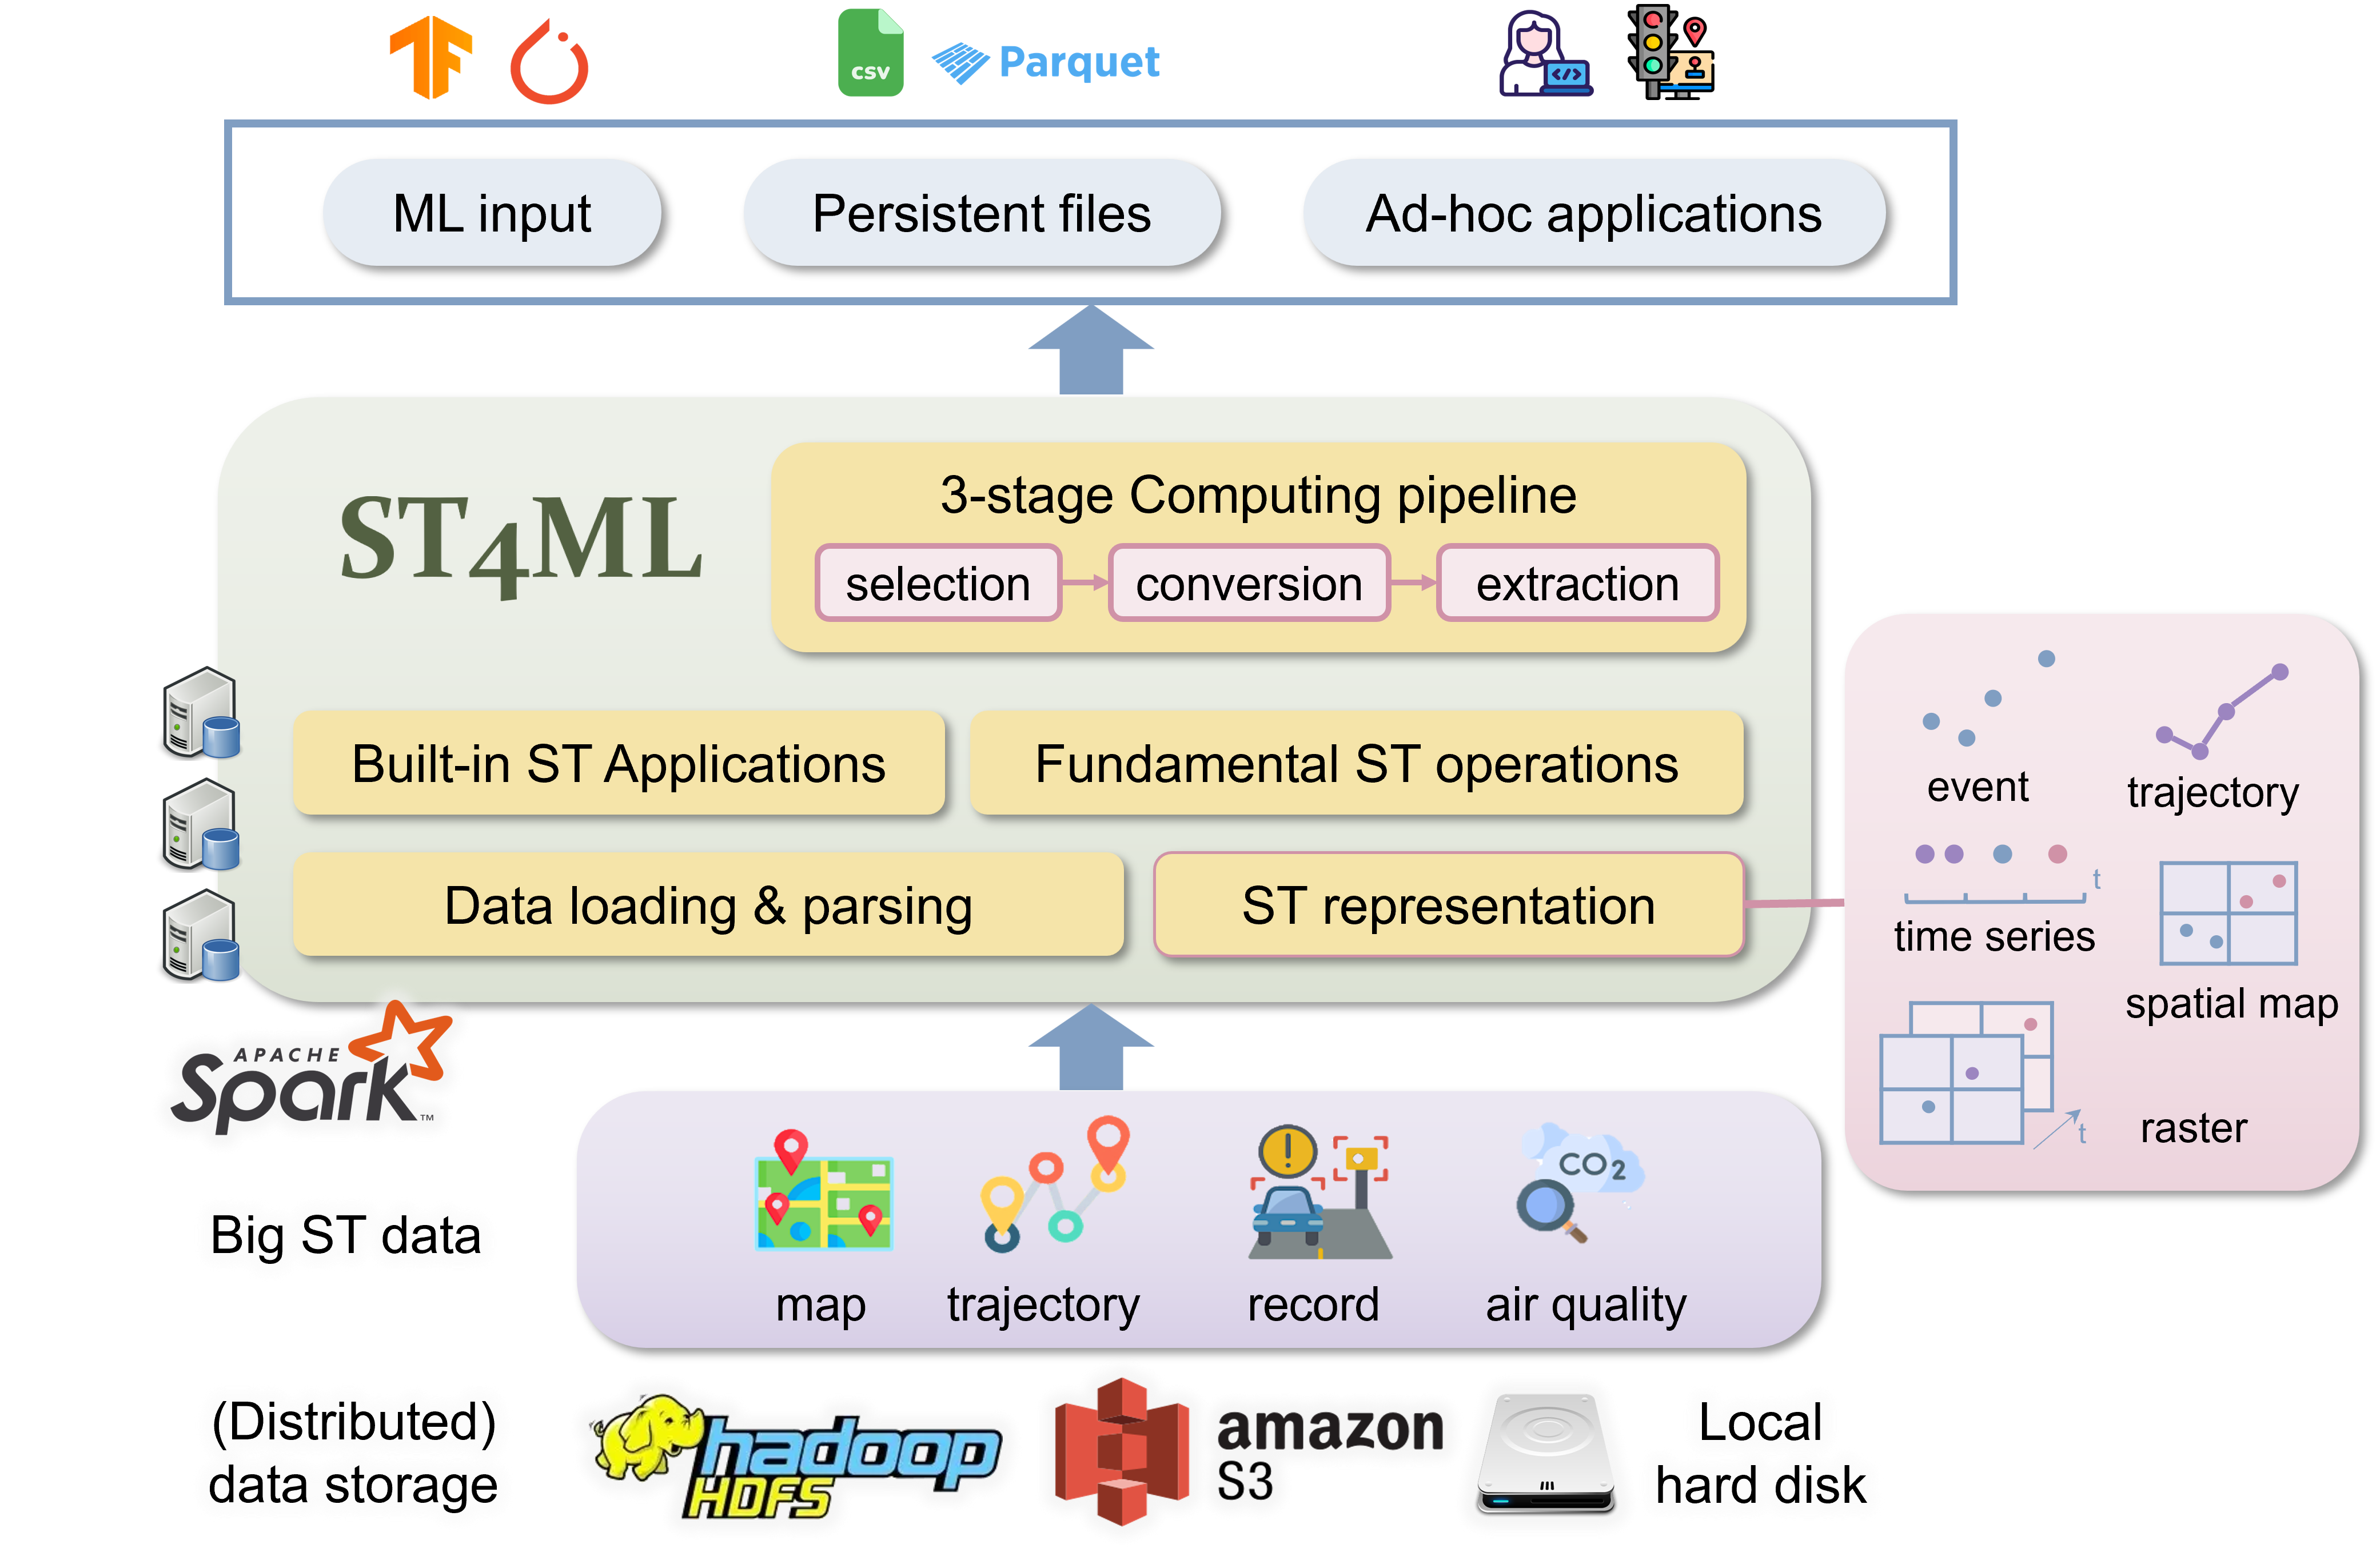 CSV
Parquet
ML input
Persistent files
Ad-hoc applications
ST4ML
3-stage Computing pipeline
selection
conversion
extraction
Built-in ST Applications
Fundamental ST operations
Data loading & parsing
ST representation
event
trajectory
t
time series
spatial map
t
raster
APACHE
Spark™
Big ST data
CO2
map
trajectory
record
air quality
(Distributed)
data storage
hadoop
HDFS
amazon
S3
Local
hard disk